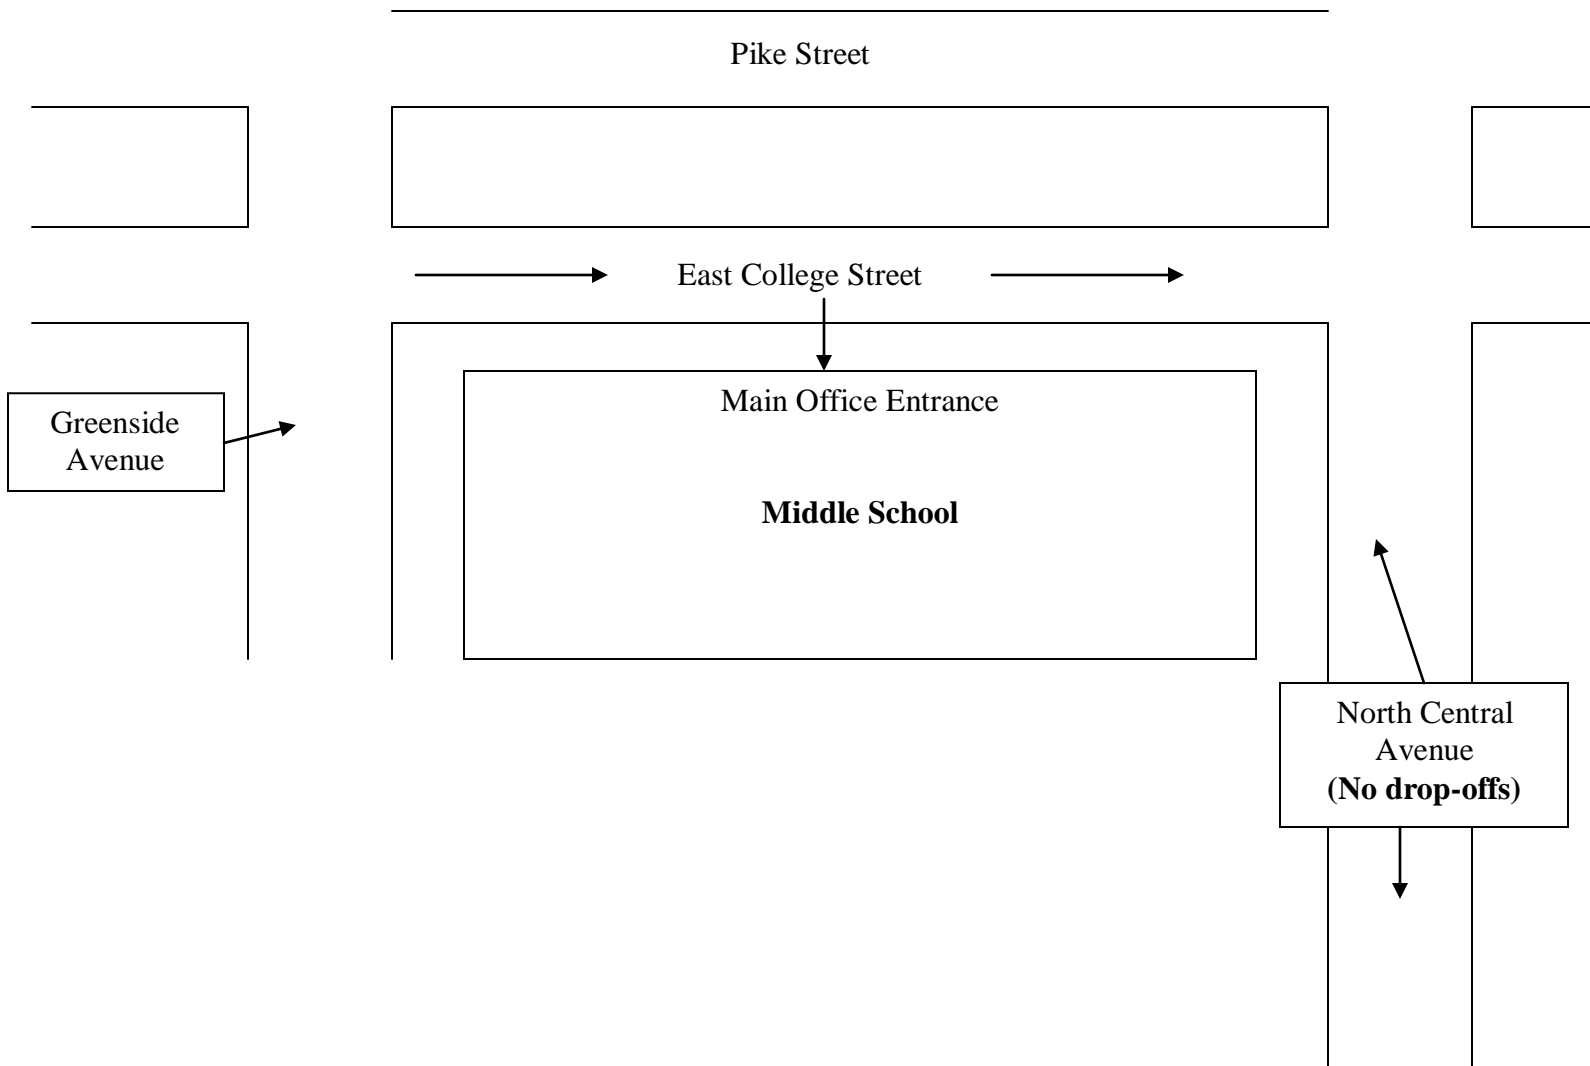 Pike Street
East College Street
Main Office Entrance
Greenside
Avenue
Middle School
North Central
Avenue
(No drop-offs)